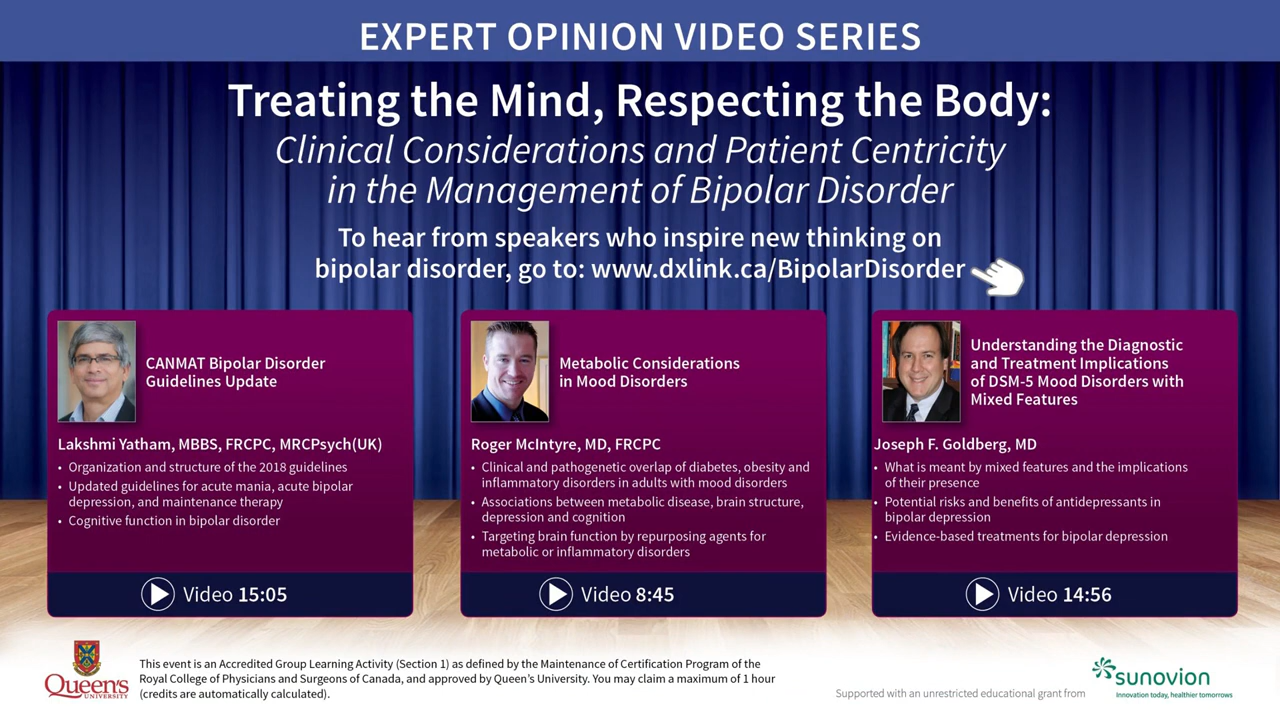 EXPERT OPINION VIDEO SERIES
Treating the Mind, Respecting the Body:
Clinical Considerations and Patient Centricity
in the Management of Bipolar Disorder
To hear from speakers who inspire new thinking on
bipolar disorder, go to: www.dxlink.ca/BipolarDisorder
CANMAT Bipolar Disorder
Guidelines Update
Lakshmi Yatham, MBBS, FRCPC, MRCPsych(UK)
• Organization and structure of the 2018 guidelines
• Updated guidelines for acute mania, acute bipolar
depression, and maintenance therapy
• Cognitive function in bipolar disorder
Video 15:05
Metabolic Considerations
in Mood Disorders
Roger McIntyre, MD, FRCPC
• Clinical and pathogenetic overlap of diabetes, obesity and
inflammatory disorders in adults with mood disorders
• Associations between metabolic disease, brain structure,
depression and cognition
• Targeting brain function by repurposing agents for
metabolic or inflammatory disorders
Video 8:45
Understanding the Diagnostic
and Treatment Implications
of DSM-5 Mood Disorders with
Mixed Features
Joseph F. Goldberg, MD
• What is meant by mixed features and the implications
of their presence
• Potential risks and benefits of antidepressants in
bipolar depression
• Evidence-based treatments for bipolar depression
Video 14:56
Queen's
UNIVERSITY
This event is an Accredited Group Learning Activity (Section 1) as defined by the Maintenance of Certification Program of the
Royal College of Physicians and Surgeons of Canada, and approved by Queen's University. You may claim a maximum of 1 hour
(credits are automatically calculated).
Supported with an unrestricted educational grant from
sunovion
Innovation today, healthier tomorrows